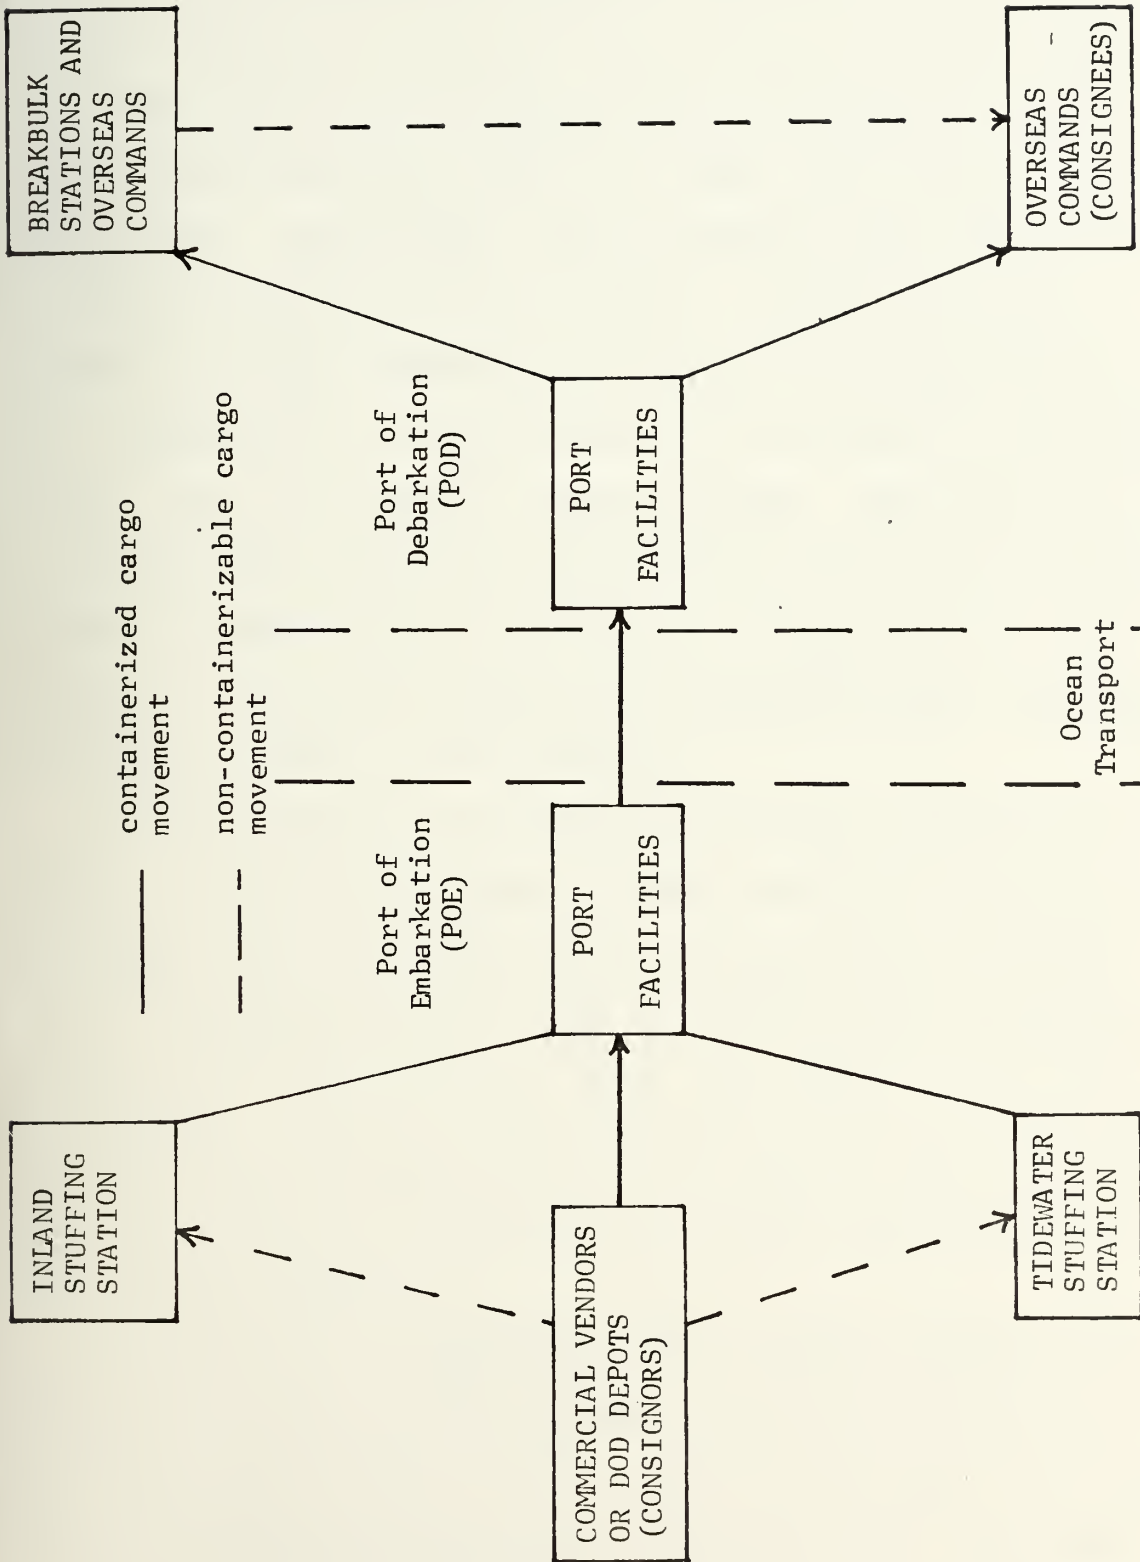 INLAND
STUFFING
STATION
COMMERCIAL VENDORS
OR DOD DEPOTS
(CONSIGNORS)
TIDEWATER
STUFFING
STATION
containerized cargo
movement
non-containerizable cargo
movement
Port of
Embarkation
(POE)
PORT
FACILITIES
Ocean
Transport
Port of
Debarkation
(POD)
PORT
FACILITIES
BREAKBULK
STATIONS AND
OVERSEAS
COMMANDS
OVERSEAS
COMMANDS
(CONSIGNEES)